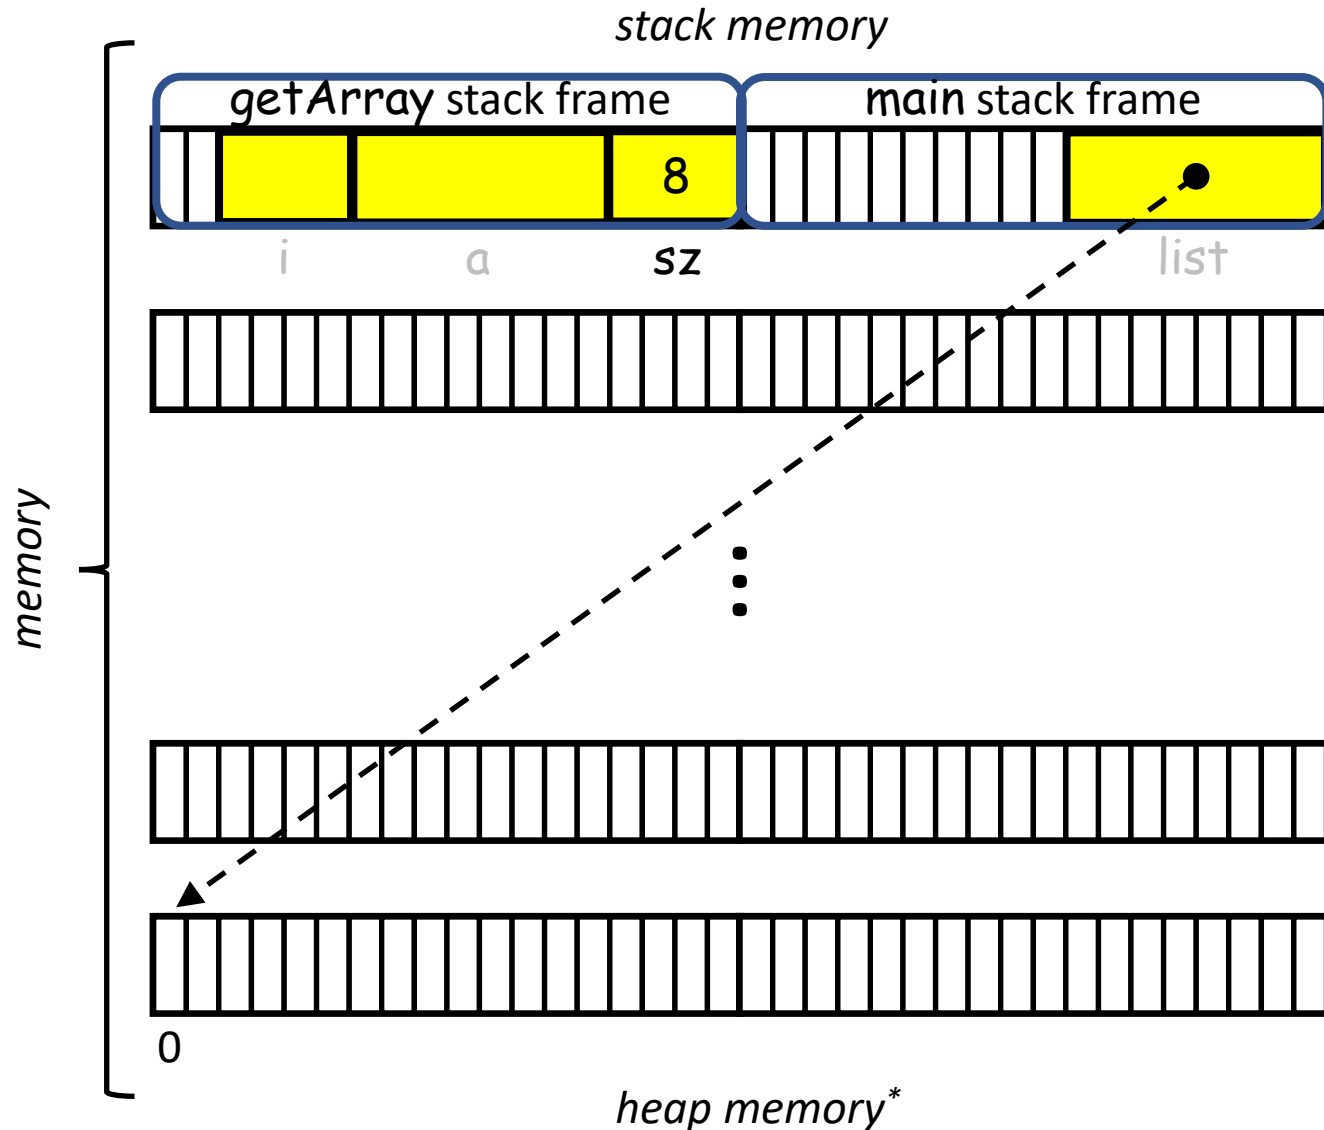 stack memory
getArray stack frame
main stack frame
8
i
a
sz
list
memory
0
heap memory*